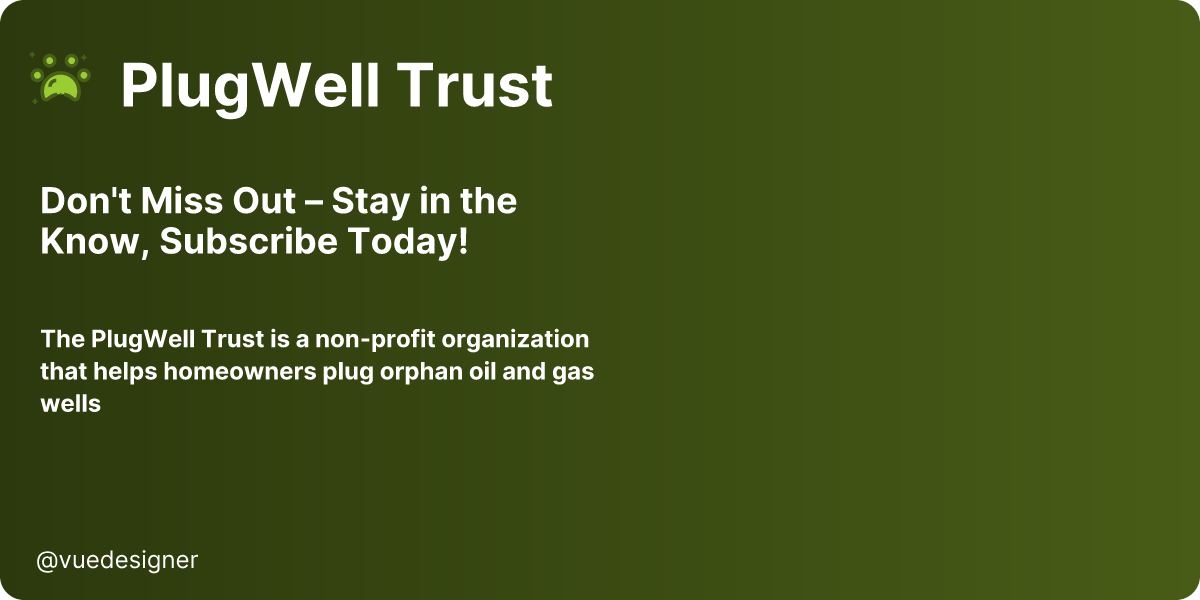 PlugWell Trust
Don't Miss Out – Stay in the
Know, Subscribe Today!
The PlugWell Trust is a non-profit organization
that helps homeowners plug orphan oil and gas
wells
@vuedesigner